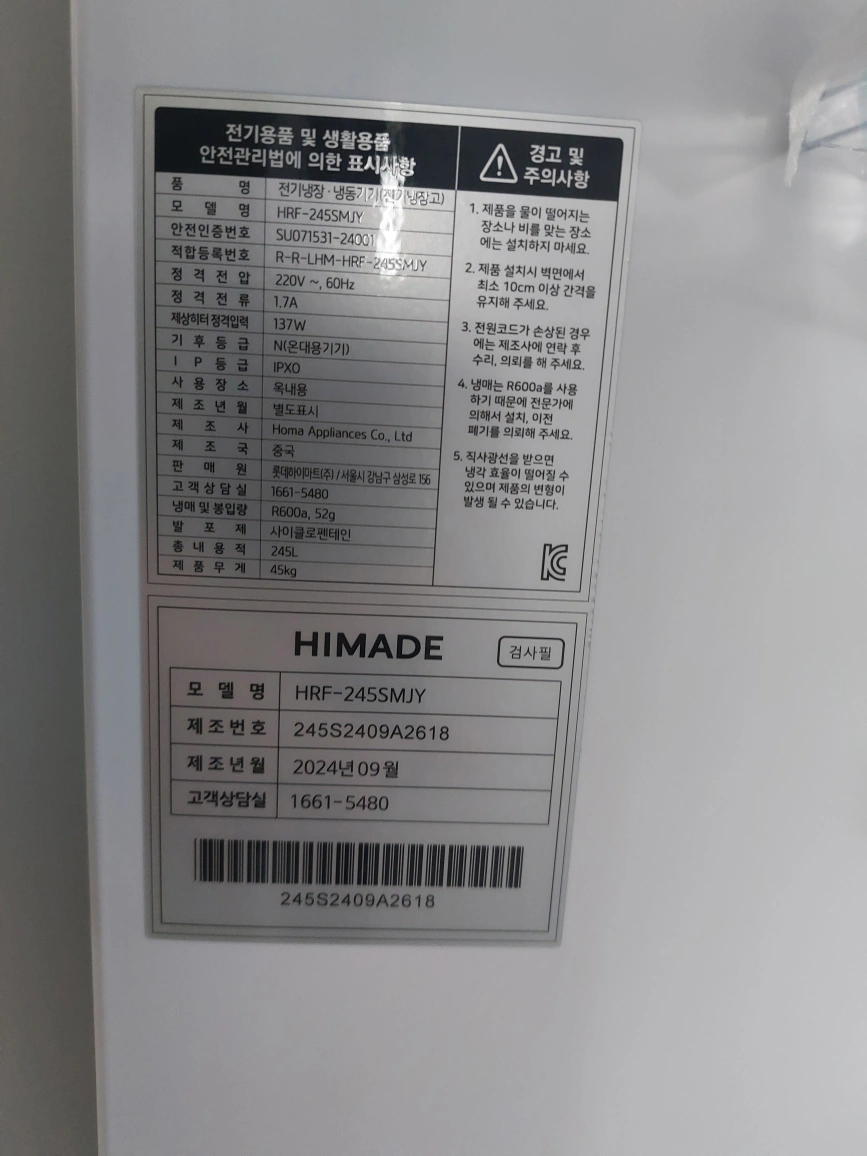 전기용품 및 생활용품
안전관리법에 의한 표시사항
품 명 전기냉장·냉동기기(전기냉장고)
모 델 명 HRF-245SMJY
안전인증번호 SU071531-24001
적합등록번호 R-R-LHM-HRF-245SMJY
정 격 전 압 220V ~, 60Hz
정 격 전 류 1.7A
제상히터 정격입력 137W
기 후 등 급 N(온대용기기)
I P 등 급 IPX0
사 용 장 소 옥내용
제 조 년 월 별도표시
제 조 사 Homa Appliances Co., Ltd
제 조 국 중국
판 매 원 롯데하이마트(주) / 서울시 강남구 삼성로 156
고객상담실 1661-5480
냉매 및 봉입량 R600a, 52g
발 포 제 사이클로펜테인
총 내 용 적 245L
제 품 무 게 45kg
경고 및
주의사항
1. 제품을 물이 떨어지는
장소나 비를 맞는 장소
에는 설치하지 마세요.
2. 제품 설치시 벽면에서
최소 10cm 이상 간격을
유지해 주세요.
3. 전원코드가 손상된 경우
에는 제조사에 연락 후
수리, 의뢰를 해 주세요.
4. 냉매는 R600a를 사용
하기 때문에 전문가에
의해서 설치, 이전
폐기를 의뢰해 주세요.
5. 직사광선을 받으면
냉각 효율이 떨어질 수
있으며 제품의 변형이
발생 될 수 있습니다.
HIMADE
검사필
모 델 명 HRF-245SMJY
제조번호 245S2409A2618
제조년월 2024년 09월
고객상담실 1661-5480
245S2409A2618